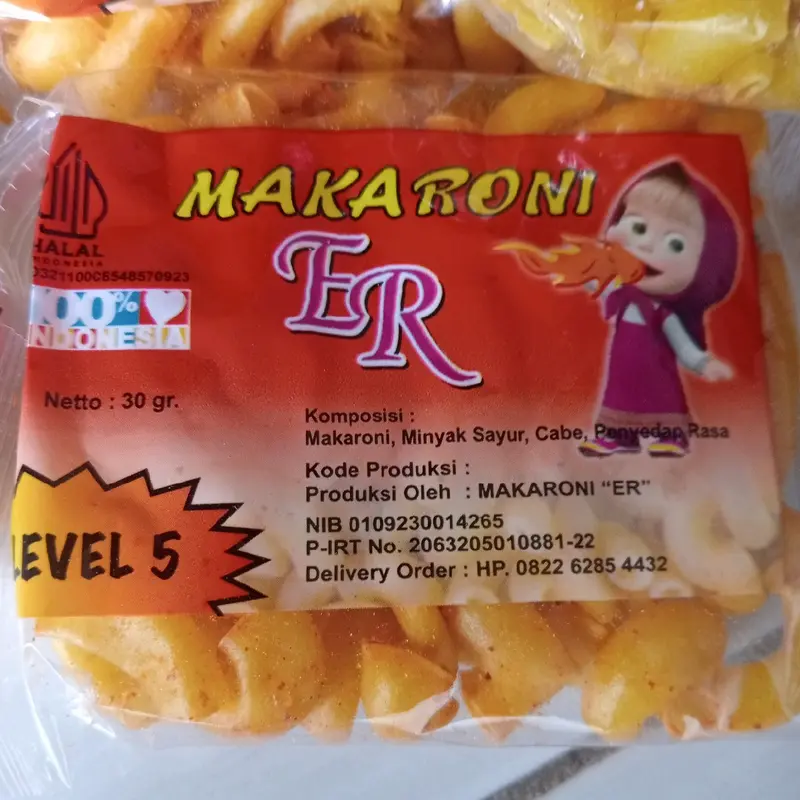 MAKARONI
ER
HALAL
INDONESIA
100%
INDONESIA
Netto : 30 gr.
Komposisi :
Makaroni, Minyak Sayur, Cabe, Penyedap Rasa
Kode Produksi :
Produksi Oleh : MAKARONI “ER”
NIB 0109230014265
P-IRT No. 2063205010881-22
Delivery Order : HP. 0822 6285 4432
LEVEL 5